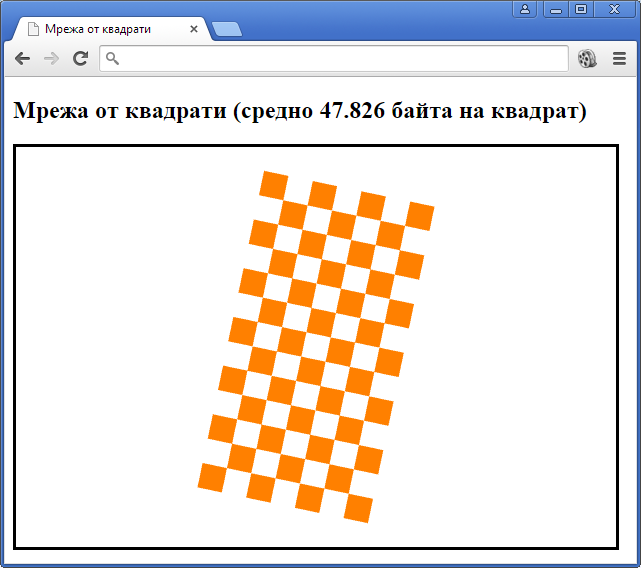 Мрежа от квадрати
Мрежа от квадрати (средно 47.826 байта на квадрат)